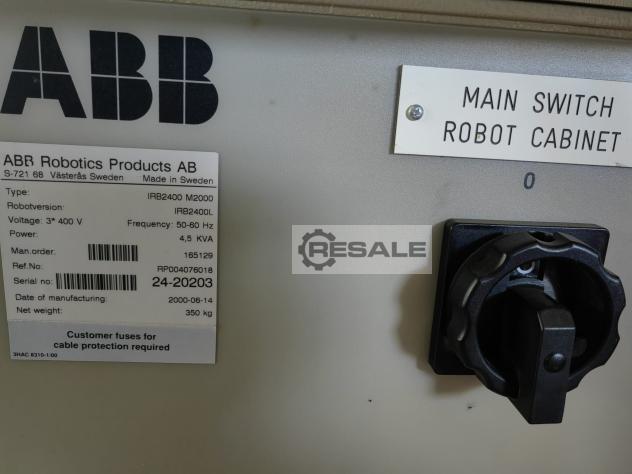 ABB
ABB Robotics Products AB
S-721 68 Västerås Sweden Made in Sweden
Type: IRB2400 M2000
Robotversion: IRB2400L
Voltage: 3* 400 V Frequency: 50-60 Hz
Power: 4,5 KVA
Man.order: 165129
Ref.No: RP004076018
Serial no: 24-20203
Date of manufacturing: 2000-06-14
Net weight: 350 kg
Customer fuses for
cable protection required
3HAC 8310-1/00
MAIN SWITCH
ROBOT CABINET
0
RESALE